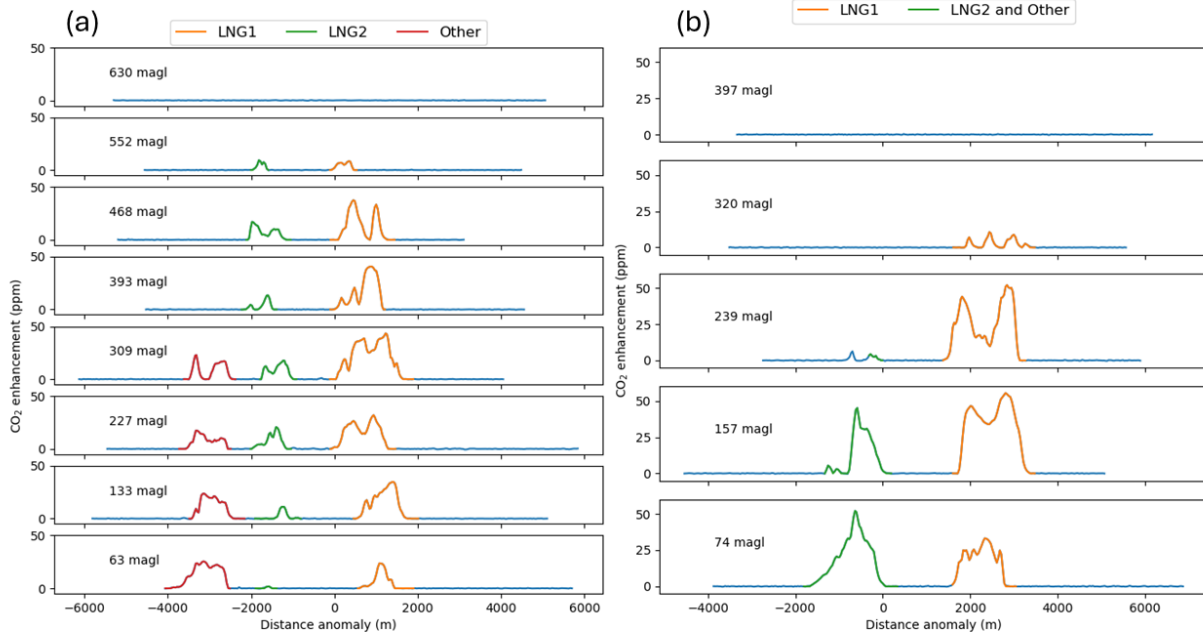 (a)
LNG1 LNG2 Other
50
0
630 magl
50
0
552 magl
50
0
468 magl
50
0
393 magl
50
0
309 magl
50
0
227 magl
50
0
133 magl
50
0
63 magl
CO₂ enhancement (ppm)
−6000 −4000 −2000 0 2000 4000 6000
Distance anomaly (m)
(b)
LNG1 LNG2 and Other
50
25
0
397 magl
50
25
0
320 magl
50
25
0
239 magl
50
25
0
157 magl
50
25
0
74 magl
CO₂ enhancement (ppm)
−4000 −2000 0 2000 4000 6000
Distance anomaly (m)